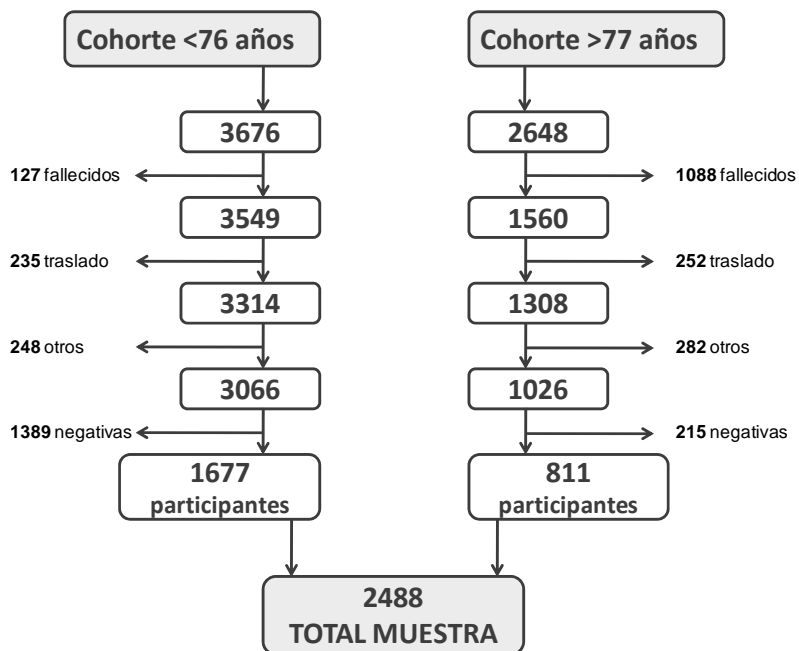 Cohorte <76 años
Cohorte >77 años
3676
2648
127 fallecidos
1088 fallecidos
3549
1560
235 traslado
252 traslado
3314
1308
248 otros
282 otros
3066
1026
1389 negativas
215 negativas
1677
participantes
811
participantes
2488
TOTAL MUESTRA